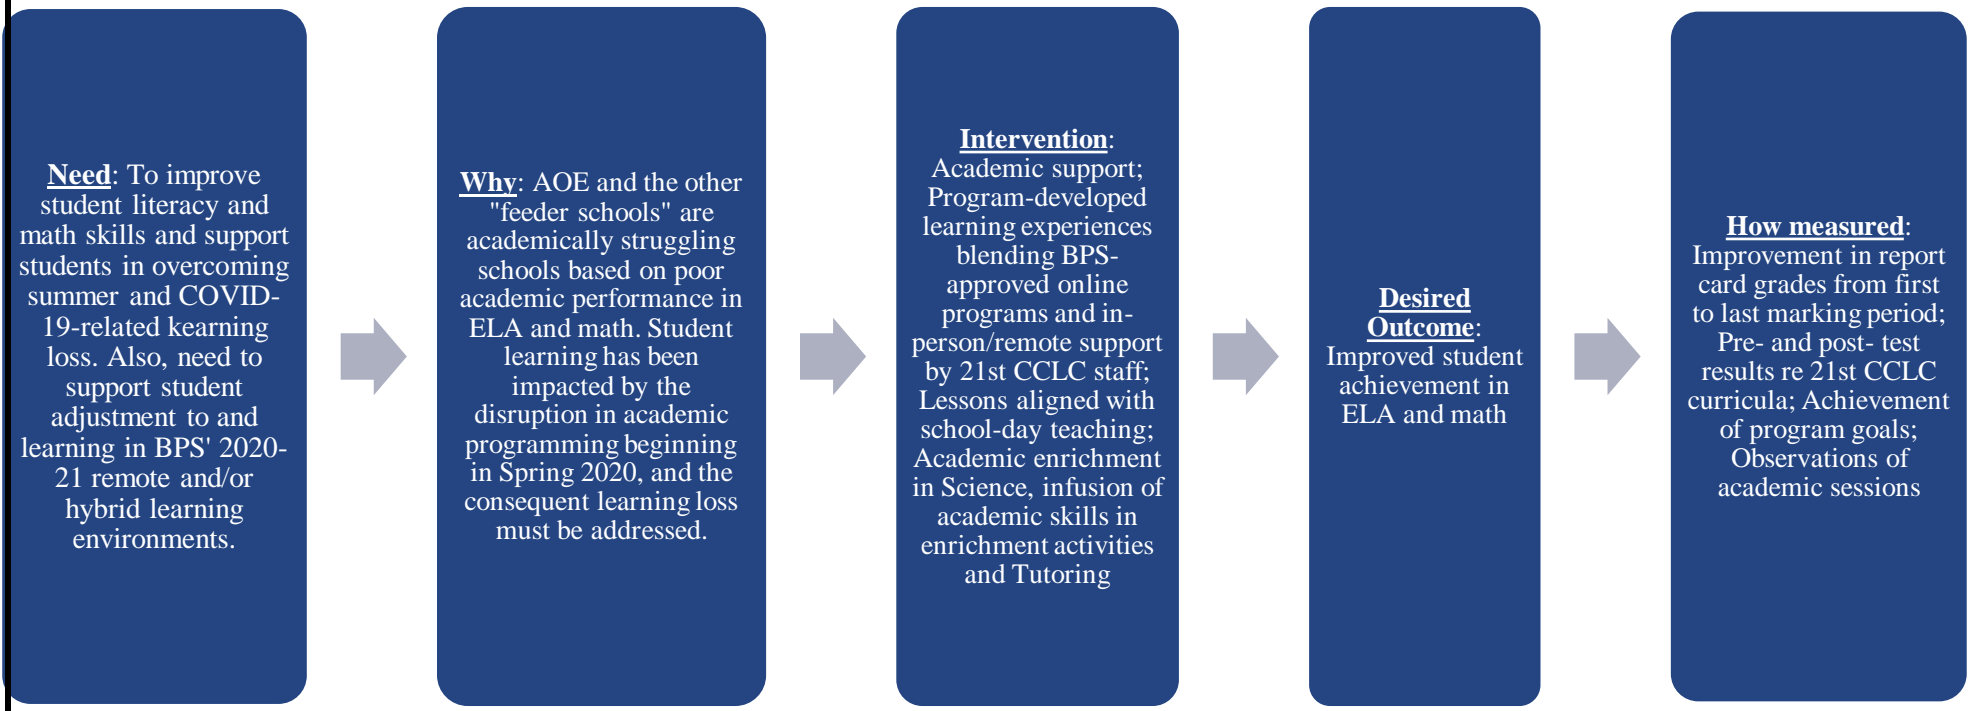 Need: To improve
student literacy and
math skills and support
students in overcoming
summer and COVID-
19-related kearning
loss. Also, need to
support student
adjustment to and
learning in BPS' 2020-
21 remote and/or
hybrid learning
environments.
Why: AOE and the other
"feeder schools" are
academically struggling
schools based on poor
academic performance in
ELA and math. Student
learning has been
impacted by the
disruption in academic
programming beginning
in Spring 2020, and the
consequent learning loss
must be addressed.
Intervention:
Academic support;
Program-developed
learning experiences
blending BPS-
approved online
programs and in-
person/remote support
by 21st CCLC staff;
Lessons aligned with
school-day teaching;
Academic enrichment
in Science, infusion of
academic skills in
enrichment activities
and Tutoring
Desired
Outcome:
Improved student
achievement in
ELA and math
How measured:
Improvement in report
card grades from first
to last marking period;
Pre- and post- test
results re 21st CCLC
curricula; Achievement
of program goals;
Observations of
academic sessions